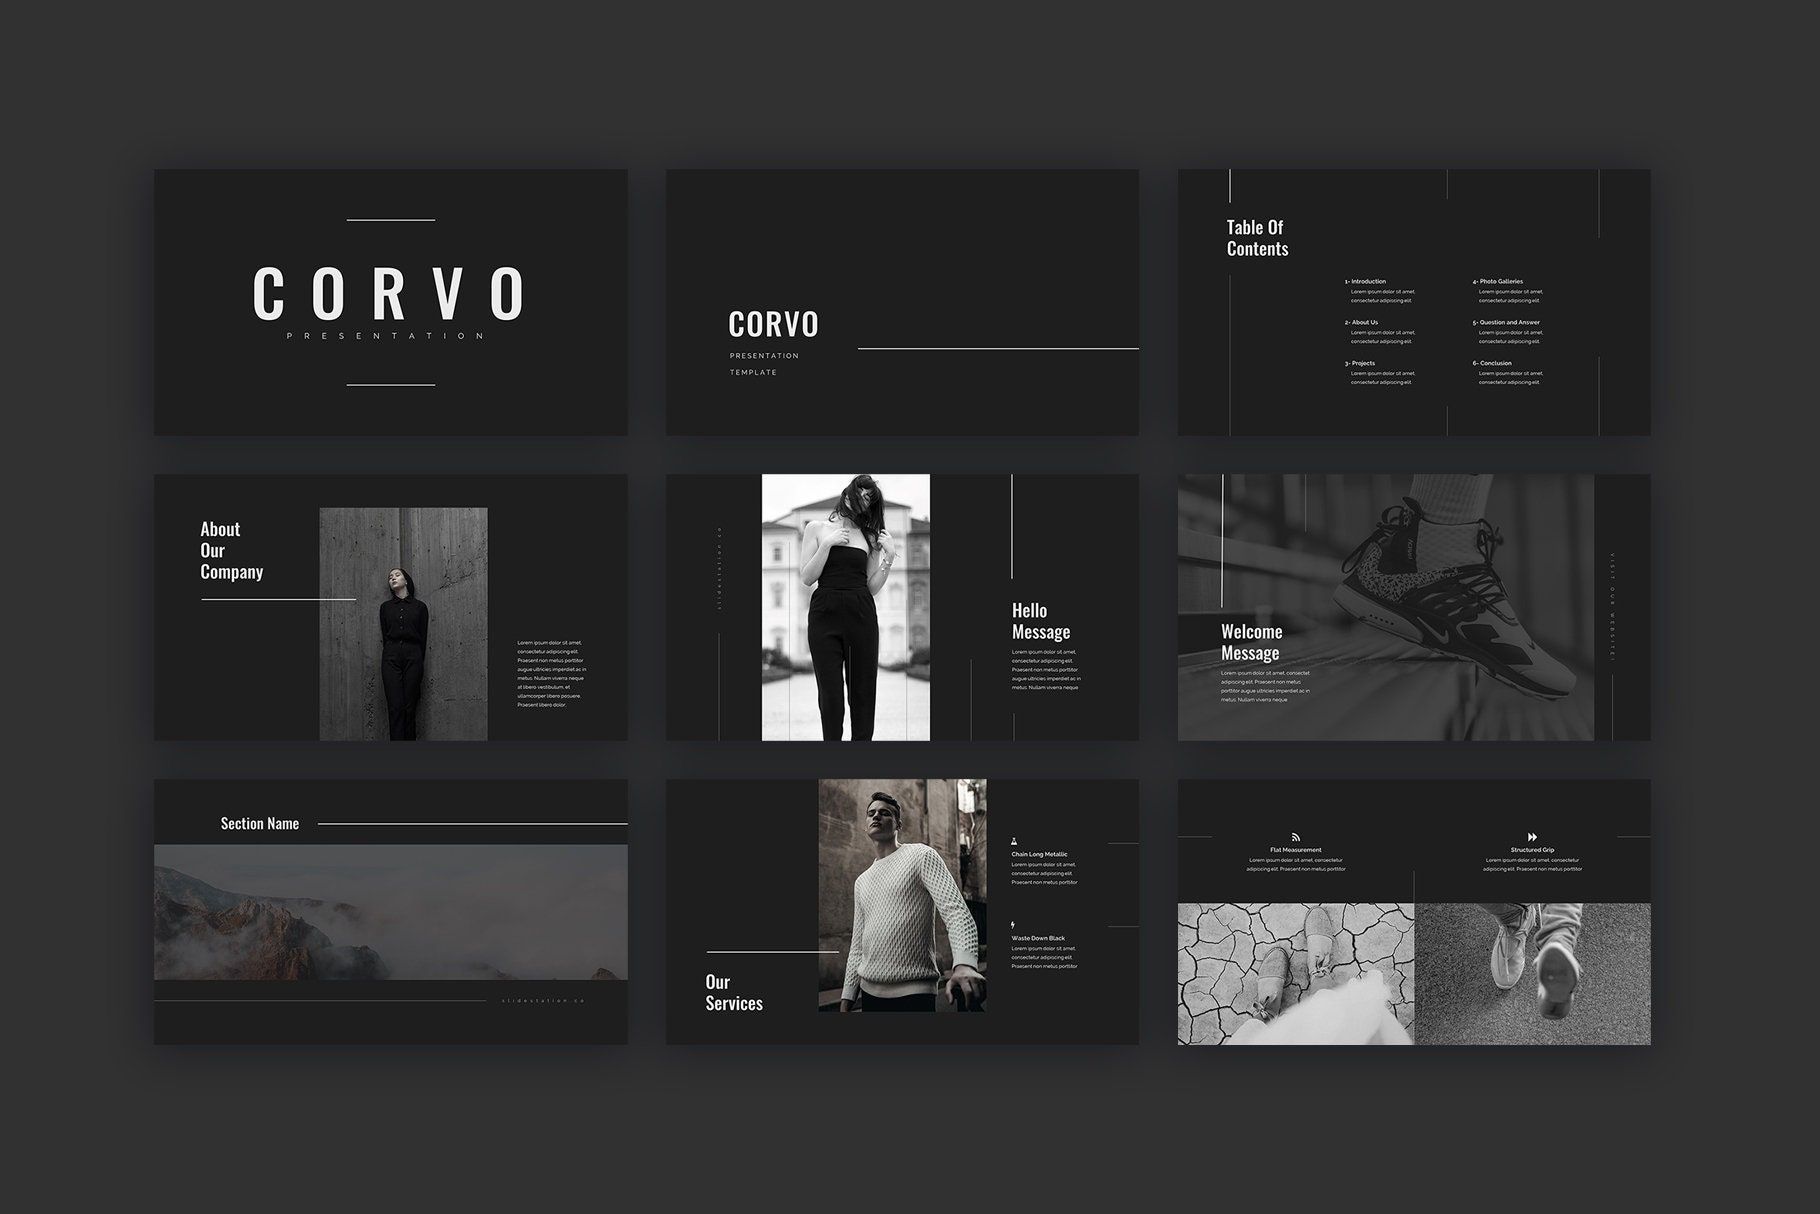 CORVO
PRESENTATION
CORVO
PRESENTATION
TEMPLATE
Table Of
Contents
1- Introduction
Lorem ipsum dolor sit amet,
consectetur adipiscing elit.
2- About Us
Lorem ipsum dolor sit amet,
consectetur adipiscing elit.
3- Projects
Lorem ipsum dolor sit amet,
consectetur adipiscing elit.
4- Photo Galleries
Lorem ipsum dolor sit amet,
consectetur adipiscing elit.
5- Question and Answer
Lorem ipsum dolor sit amet,
consectetur adipiscing elit.
6- Conclusion
Lorem ipsum dolor sit amet,
consectetur adipiscing elit.
About
Our
Company
Lorem ipsum dolor sit amet,
consectetur adipiscing elit.
Praesent non metus porttitor
augue ultricies imperdiet ac in
metus. Nullam viverra neque
at libero vestibulum, et
ullamcorper libero posuere.
Praesent libero dolor.
slidestation.co
Hello
Message
Lorem ipsum dolor sit amet,
consectetur adipiscing elit.
Praesent non metus porttitor
augue ultricies imperdiet ac in
metus. Nullam viverra neque
Welcome
Message
Lorem ipsum dolor sit amet, consectet
adipiscing elit. Praesent non metus
porttitor augue ultricies imperdiet ac in
metus. Nullam viverra neque
VISIT OUR WEBSITE!
Section Name
slidestation.co
Our
Services
Chain Long Metallic
Lorem ipsum dolor sit amet,
consectetur adipiscing elit.
Praesent non metus porttitor
Waste Down Black
Lorem ipsum dolor sit amet,
consectetur adipiscing elit.
Praesent non metus porttitor
Flat Measurement
Lorem ipsum dolor sit amet, consectetur
adipiscing elit. Praesent non metus porttitor
Structured Grip
Lorem ipsum dolor sit amet, consectetur
adipiscing elit. Praesent non metus porttitor